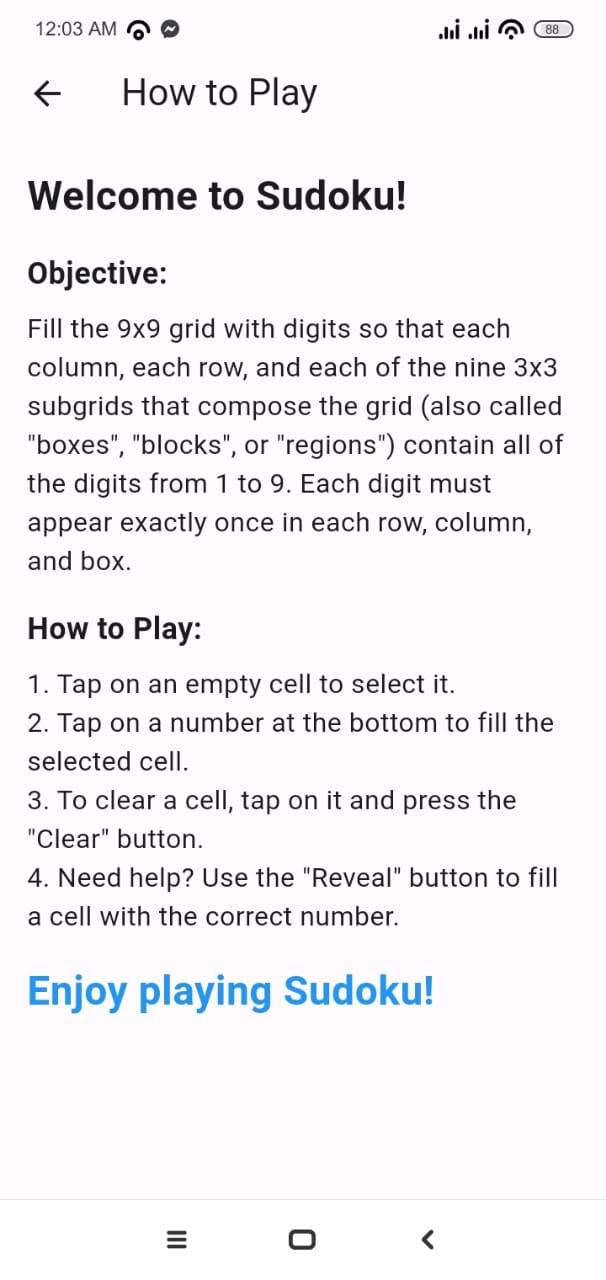 12:03 AM
88
How to Play
Welcome to Sudoku!
Objective:
Fill the 9x9 grid with digits so that each
column, each row, and each of the nine 3x3
subgrids that compose the grid (also called
"boxes", "blocks", or "regions") contain all of
the digits from 1 to 9. Each digit must
appear exactly once in each row, column,
and box.
How to Play:
1. Tap on an empty cell to select it.
2. Tap on a number at the bottom to fill the
selected cell.
3. To clear a cell, tap on it and press the
"Clear" button.
4. Need help? Use the "Reveal" button to fill
a cell with the correct number.
Enjoy playing Sudoku!